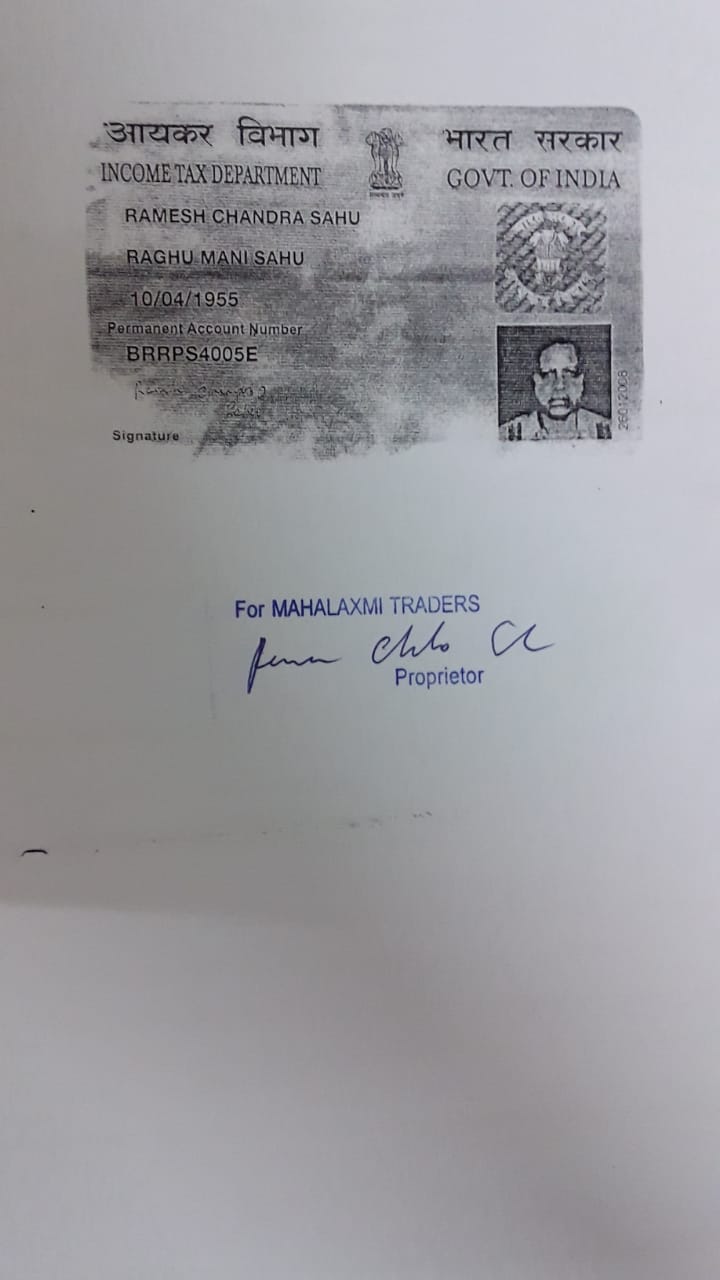 आयकर विभाग
भारत सरकार
INCOME TAX DEPARTMENT
GOVT. OF INDIA
RAMESH CHANDRA SAHU
RAGHU MANI SAHU
10/04/1955
Permanent Account Number
BRRPS4005E
Signature
26012008
For MAHALAXMI TRADERS
Proprietor